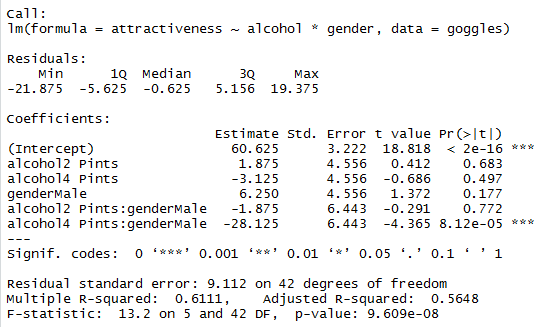 Call:
lm(formula = attractiveness ~ alcohol * gender, data = goggles)
Residuals:
Min 1Q Median 3Q Max
-21.875 -5.625 -0.625 5.156 19.375
Coefficients:
Estimate Std. Error t value Pr(>|t|)
(Intercept) 60.625 3.222 18.818 < 2e-16 ***
alcohol2 Pints 1.875 4.556 0.412 0.683
alcohol4 Pints -3.125 4.556 -0.686 0.497
genderMale 6.250 4.556 1.372 0.177
alcohol2 Pints:genderMale -1.875 6.443 -0.291 0.772
alcohol4 Pints:genderMale -28.125 6.443 -4.365 8.12e-05 ***
---
Signif. codes: 0 ‘***’ 0.001 ‘**’ 0.01 ‘*’ 0.05 ‘.’ 0.1 ‘ ’ 1
Residual standard error: 9.112 on 42 degrees of freedom
Multiple R-squared: 0.6111, Adjusted R-squared: 0.5648
F-statistic: 13.2 on 5 and 42 DF, p-value: 9.609e-08